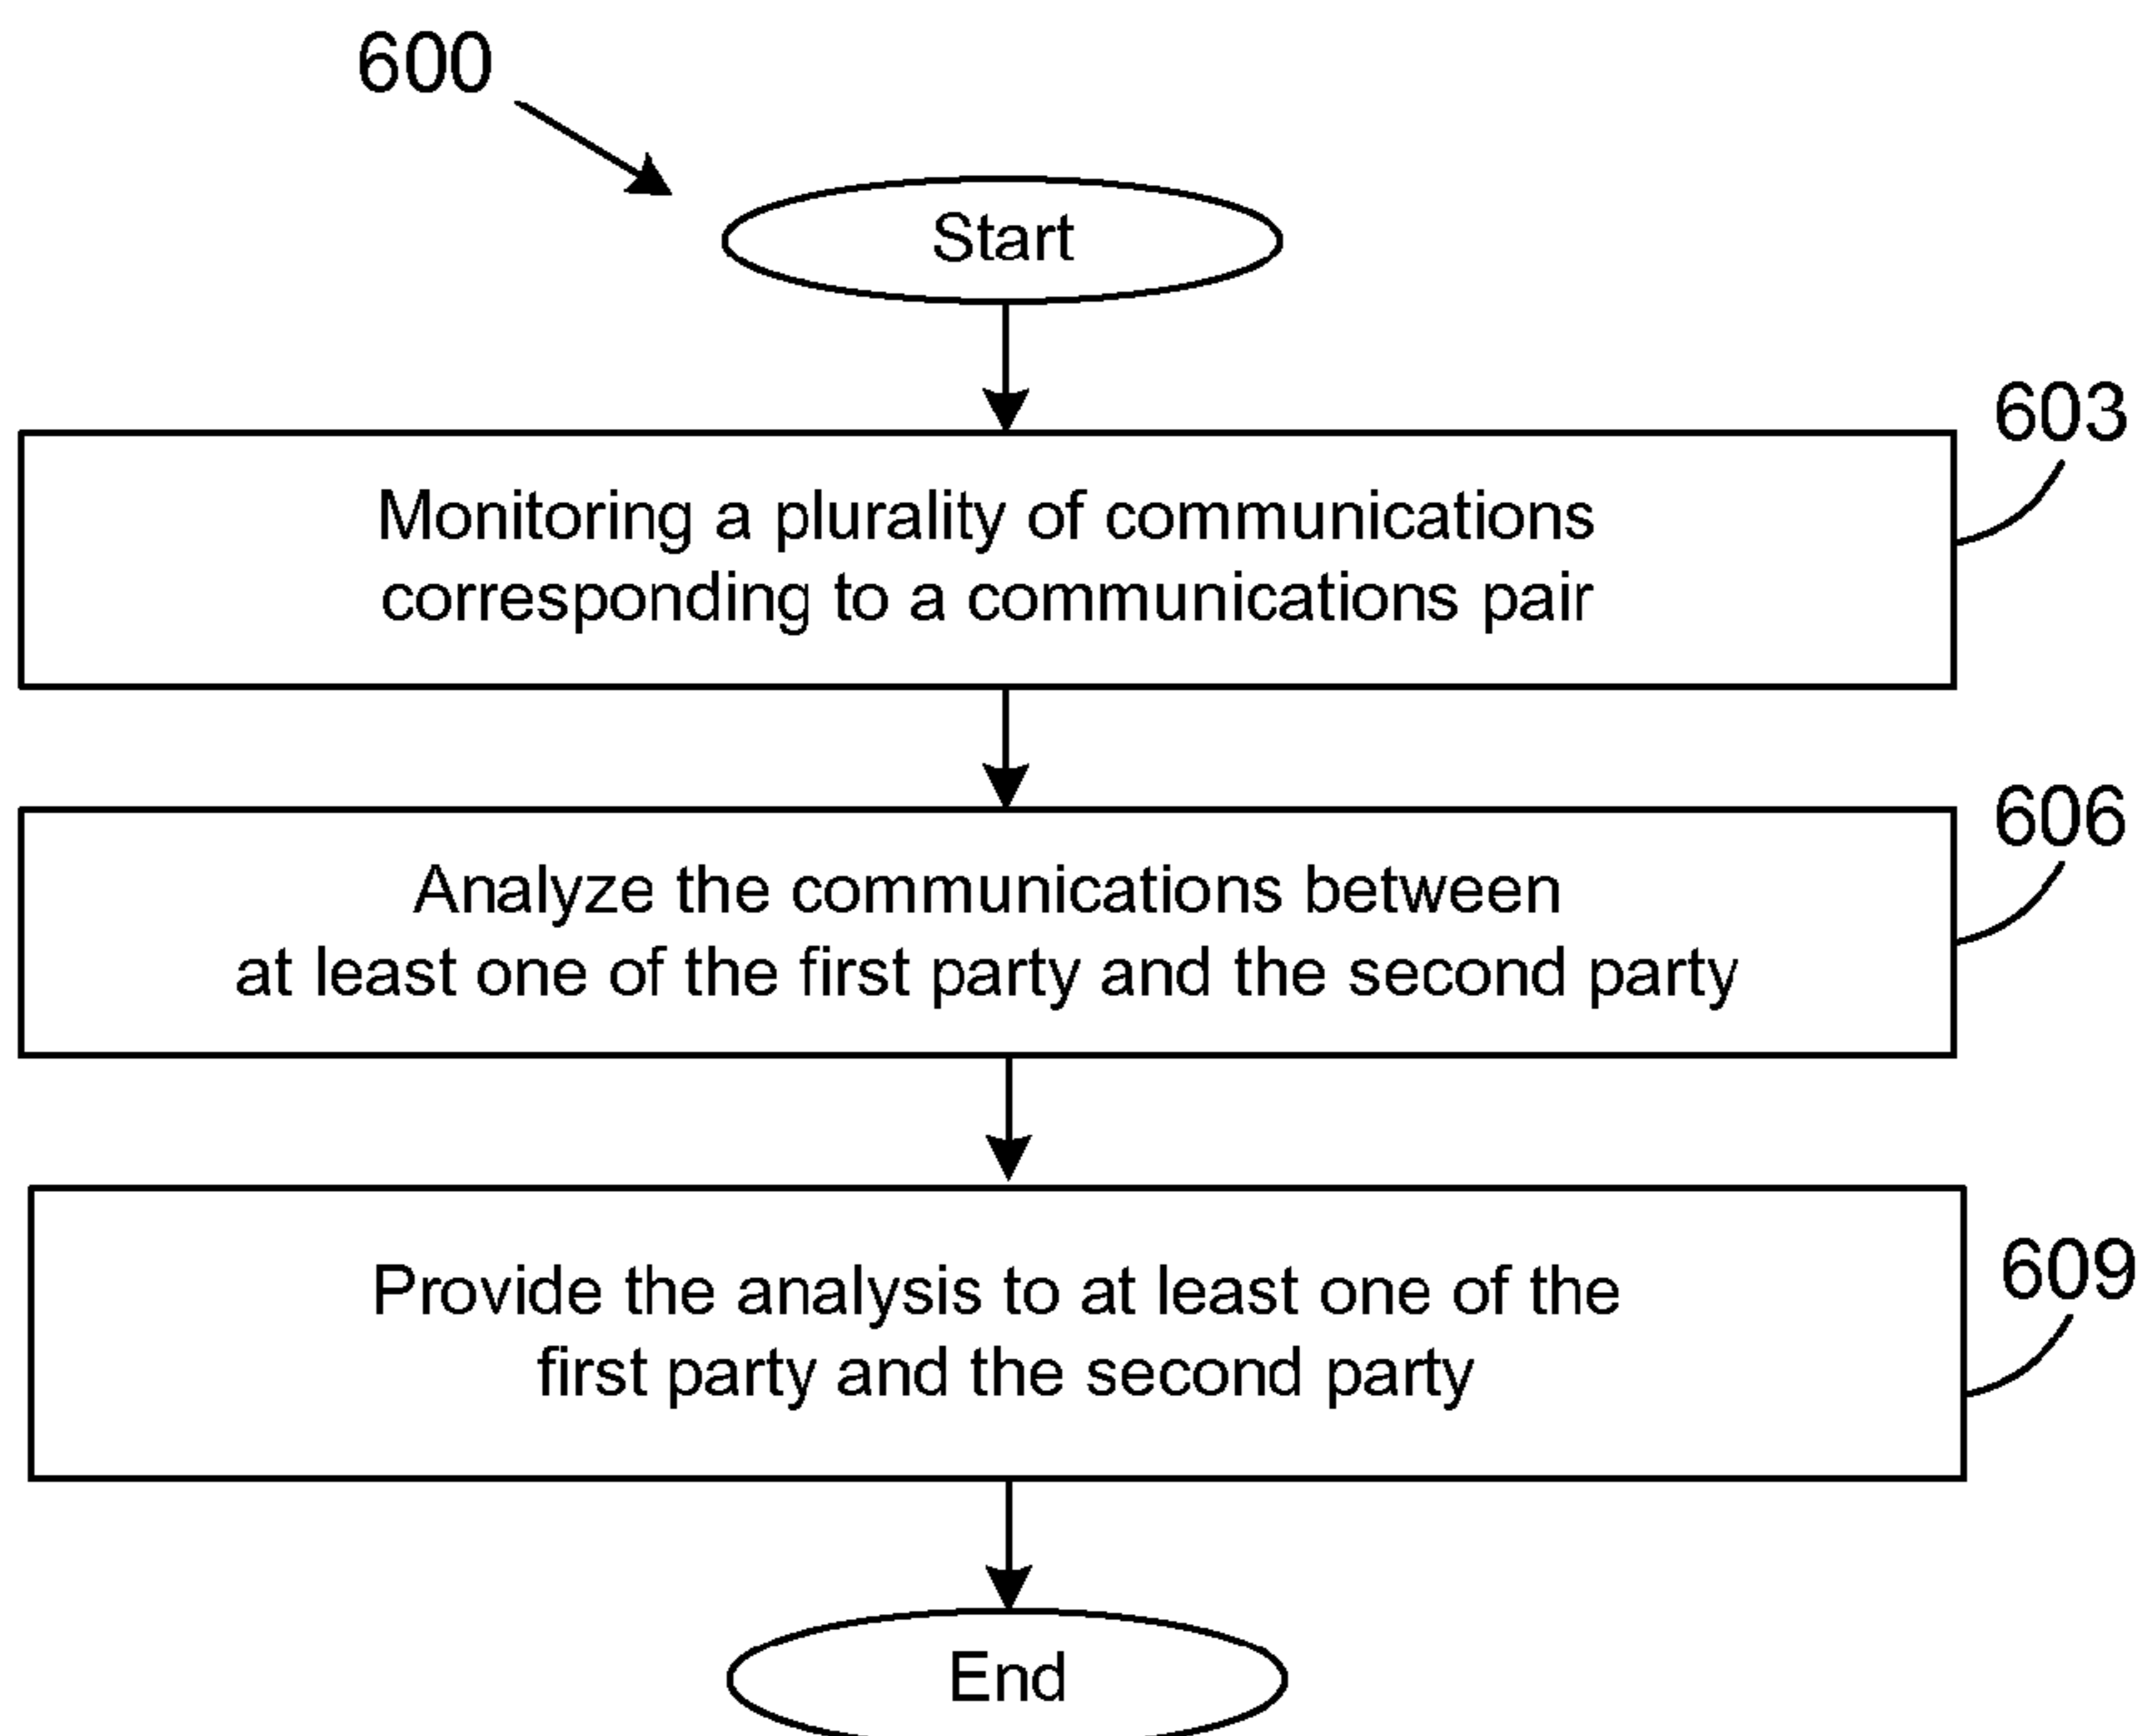 600
Start
603
Monitoring a plurality of communications
corresponding to a communications pair
606
Analyze the communications between
at least one of the first party and the second party
609
Provide the analysis to at least one of the
first party and the second party
End